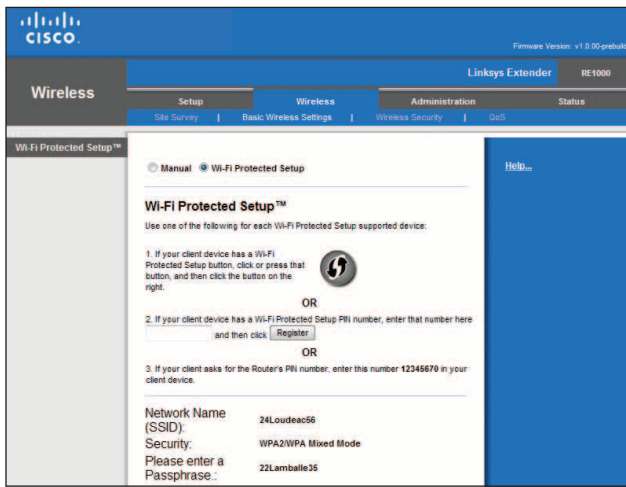 CISCO.
Firmware Version: v1.0.00-prebuild
Linksys Extender RE1000
Wireless
Setup Wireless Administration Status
Site Survey | Basic Wireless Settings | Wireless Security | QoS
Wi-Fi Protected Setup™
Manual Wi-Fi Protected Setup
Help...
Wi-Fi Protected Setup™
Use one of the following for each Wi-Fi Protected Setup supported device:
1. If your client device has a Wi-Fi
Protected Setup button, click or press that
button, and then click the button on the
right.
OR
2. If your client device has a Wi-Fi Protected Setup PIN number, enter that number here
and then click Register
OR
3. If your client asks for the Router's PIN number, enter this number 12345670 in your
client device.
Network Name
(SSID): 24Loudeac56
Security: WPA2/WPA Mixed Mode
Please enter a
Passphrase.: 22Lamballe35